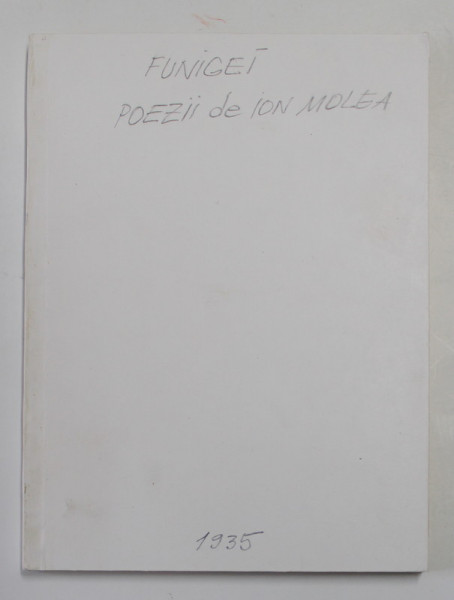 FUNIGEI
POEZII de ION MOLEA
1935